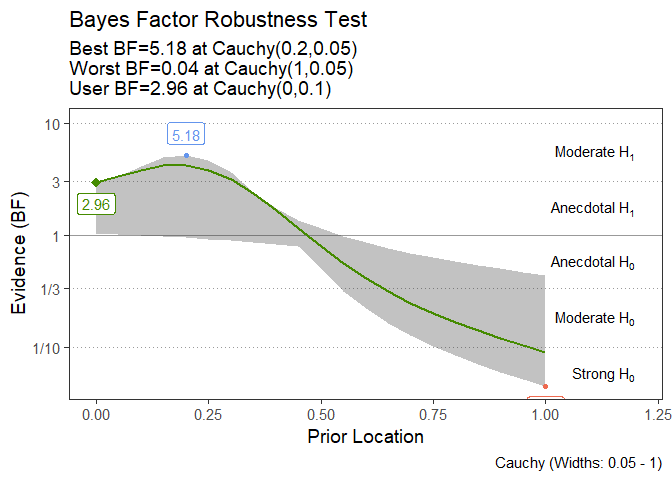 Bayes Factor Robustness Test
Best BF=5.18 at Cauchy(0.2,0.05)
Worst BF=0.04 at Cauchy(1,0.05)
User BF=2.96 at Cauchy(0,0.1)
10
5.18
Moderate H₁
3
2.96
Anecdotal H₁
1
Anecdotal H₀
1/3
Moderate H₀
1/10
Strong H₀
Evidence (BF)
0.00 0.25 0.50 0.75 1.00 1.25
Prior Location
Cauchy (Widths: 0.05 - 1)